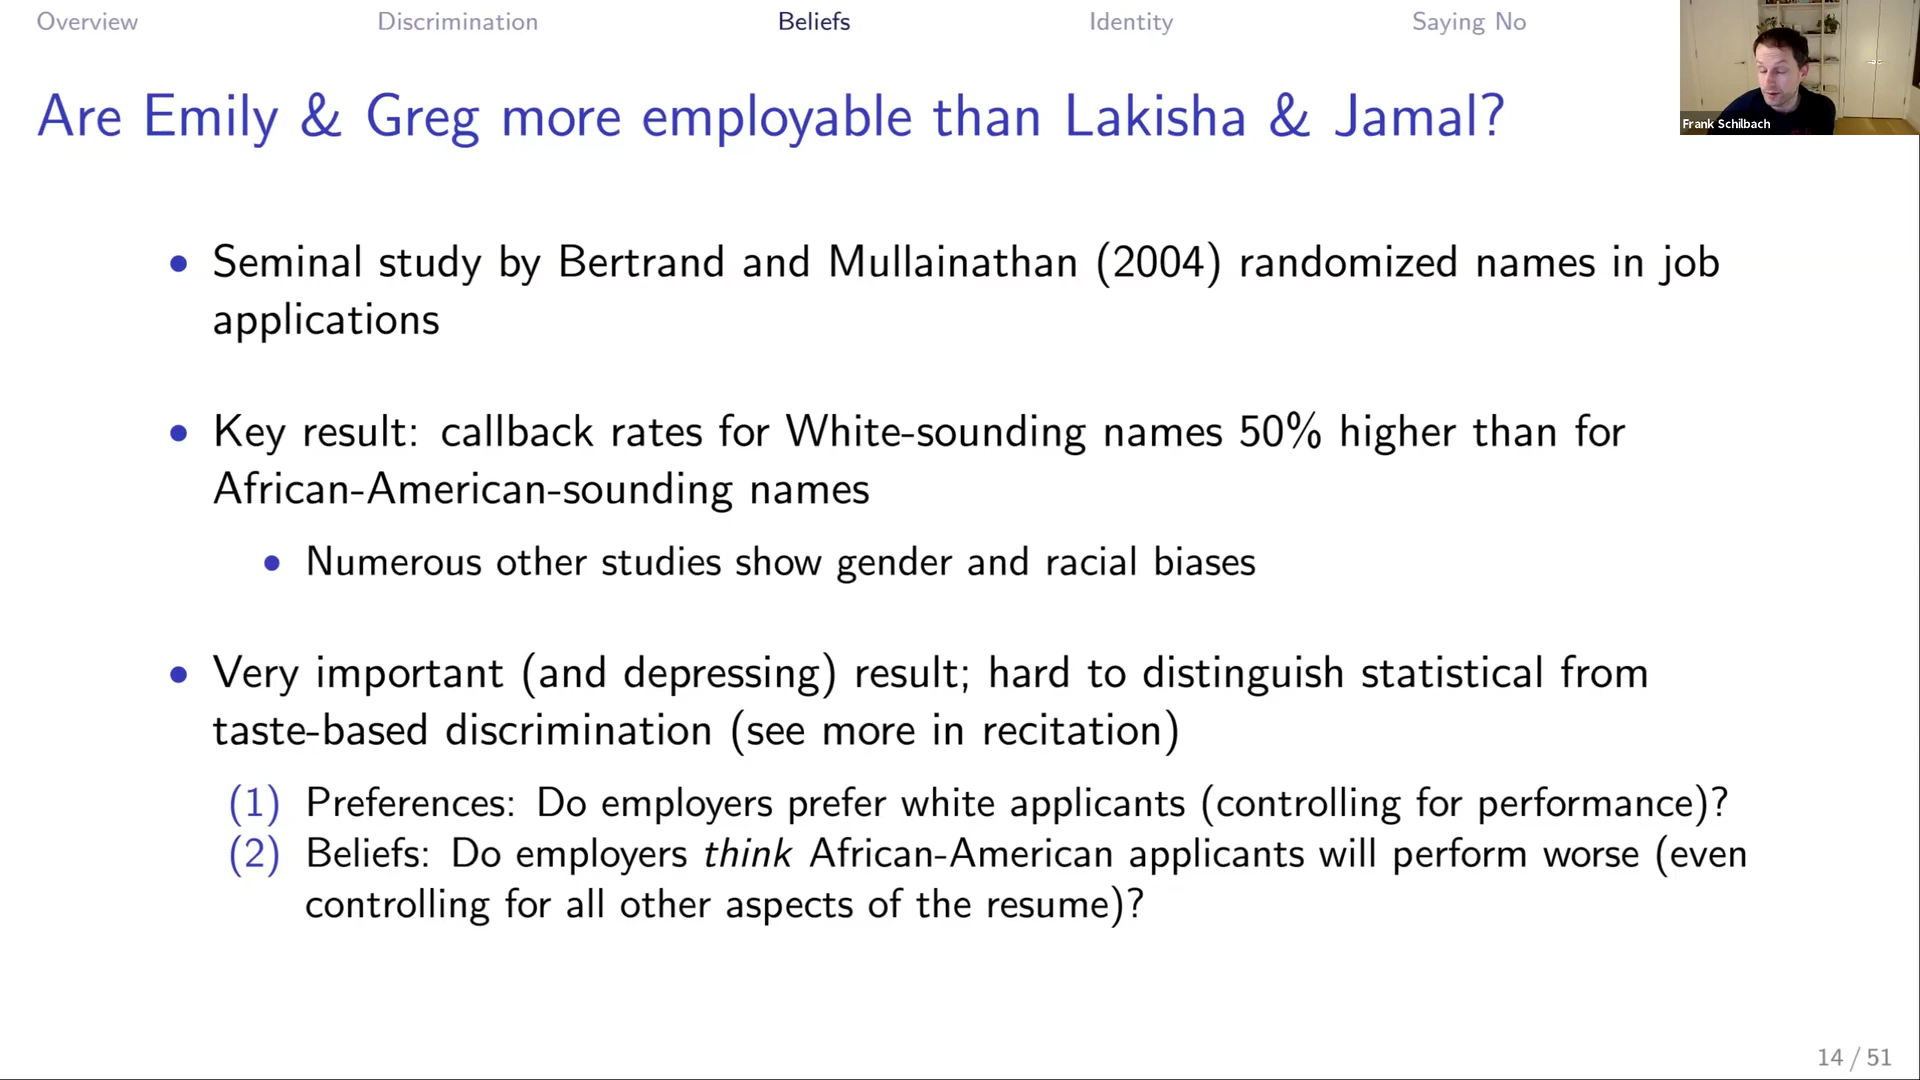 Overview Discrimination Beliefs Identity Saying No
Are Emily & Greg more employable than Lakisha & Jamal?
Frank Schilbach
• Seminal study by Bertrand and Mullainathan (2004) randomized names in job
applications
• Key result: callback rates for White-sounding names 50% higher than for
African-American-sounding names
• Numerous other studies show gender and racial biases
• Very important (and depressing) result; hard to distinguish statistical from
taste-based discrimination (see more in recitation)
(1) Preferences: Do employers prefer white applicants (controlling for performance)?
(2) Beliefs: Do employers think African-American applicants will perform worse (even
controlling for all other aspects of the resume)?
14 / 51